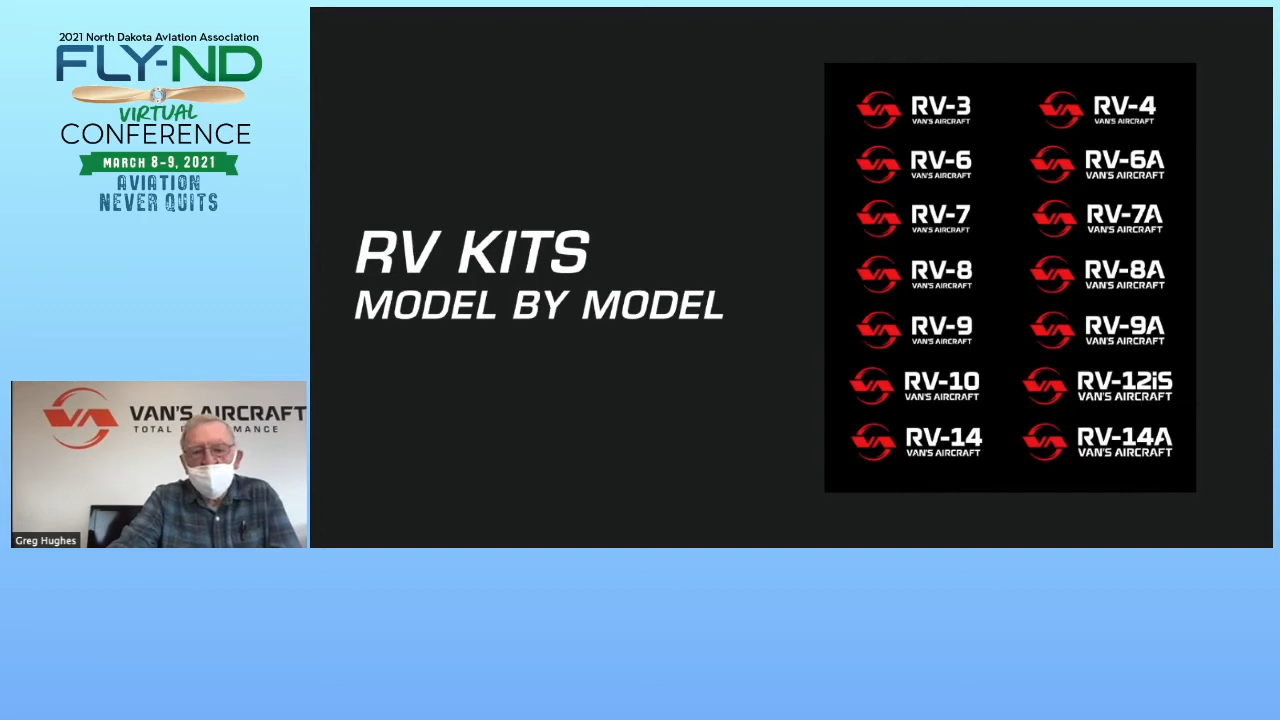 2021 North Dakota Aviation Association
FLY-ND
VIRTUAL
CONFERENCE
MARCH 8-9, 2021
AVIATION
NEVER QUITS
RV KITS
MODEL BY MODEL
RV-3
VAN'S AIRCRAFT
RV-4
VAN'S AIRCRAFT
RV-6
VAN'S AIRCRAFT
RV-6A
VAN'S AIRCRAFT
RV-7
VAN'S AIRCRAFT
RV-7A
VAN'S AIRCRAFT
RV-8
VAN'S AIRCRAFT
RV-8A
VAN'S AIRCRAFT
RV-9
VAN'S AIRCRAFT
RV-9A
VAN'S AIRCRAFT
RV-10
VAN'S AIRCRAFT
RV-12iS
VAN'S AIRCRAFT
RV-14
VAN'S AIRCRAFT
RV-14A
VAN'S AIRCRAFT
VAN'S AIRCRAFT
TOTAL
Greg Hughes